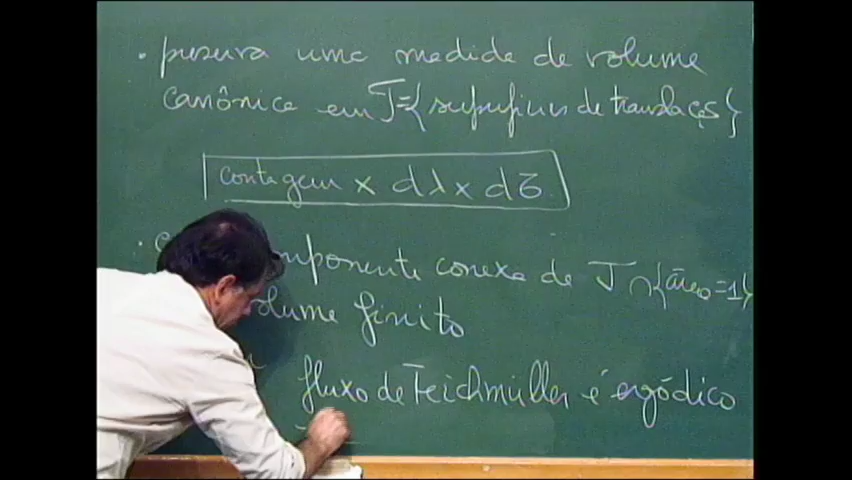 • preserva uma medida de volume
canônica em T={superfícies de translação}
contagem x dλ x dτ
componente conexa de T∩{área=1}
volume finito
fluxo de Teichmüller é ergódico